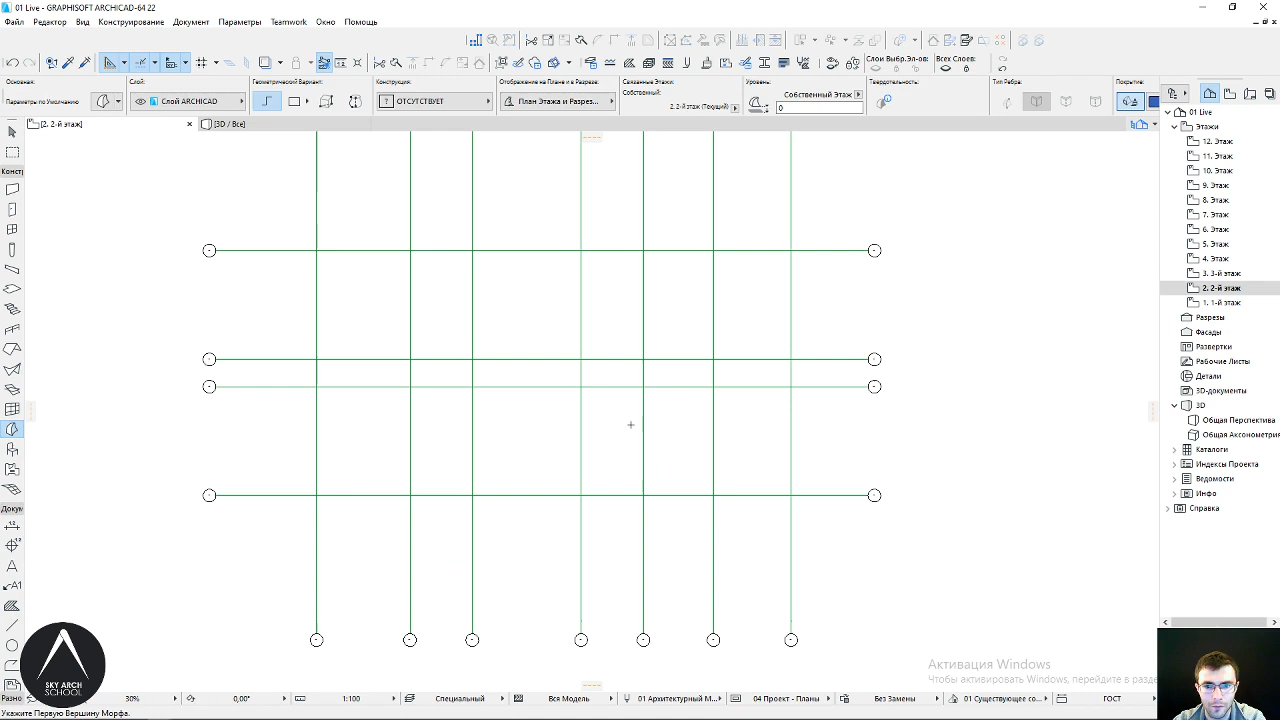 01 Live - GRAPHISOFT ARCHICAD-64 22
Файл Редактор Вид Конструирование Документ Параметры Teamwork Окно Помощь
Слои Выбр.Эл-ов: Всех Слоев:
Основная: Слой: Геометрический Вариант: Конструкция: Отображение на Плане и в Разрезе: Связанные Этажи: Уровень: Твердотельность: Тип Ребра: Покрытие:
Параметры по Умолчанию Слой ARCHICAD ОТСУТСТВУЕТ План Этажа и Разрез... Собственный: Собственный Этаж
2. 2-й этаж (Текущий) 0
[2. 2-й этаж] [3D / Все]
Конст
Докум
1.2
A
A1
Разно
01 Live
Этажи
12. Этаж
11. Этаж
10. Этаж
9. Этаж
8. Этаж
7. Этаж
6. Этаж
5. Этаж
4. Этаж
3. 3-й этаж
2. 2-й этаж
1. 1-й этаж
Разрезы
Фасады
Развертки
Рабочие Листы
Детали
3D-документы
3D
Общая Перспектива
Общая Аксонометрия
Каталоги
Индексы Проекта
Ведомости
Инфо
Справка
SKY ARCH
SCHOOL
Активация Windows
Чтобы активировать Windows, перейдите в разде
30% 0,00° 1:100 Специальный Вся Модель 01 Архитектурный М... 04 Проект - Планы Без Замены 01 Существующее со... ГОСТ
Укажите Первую Вершину Морфа.